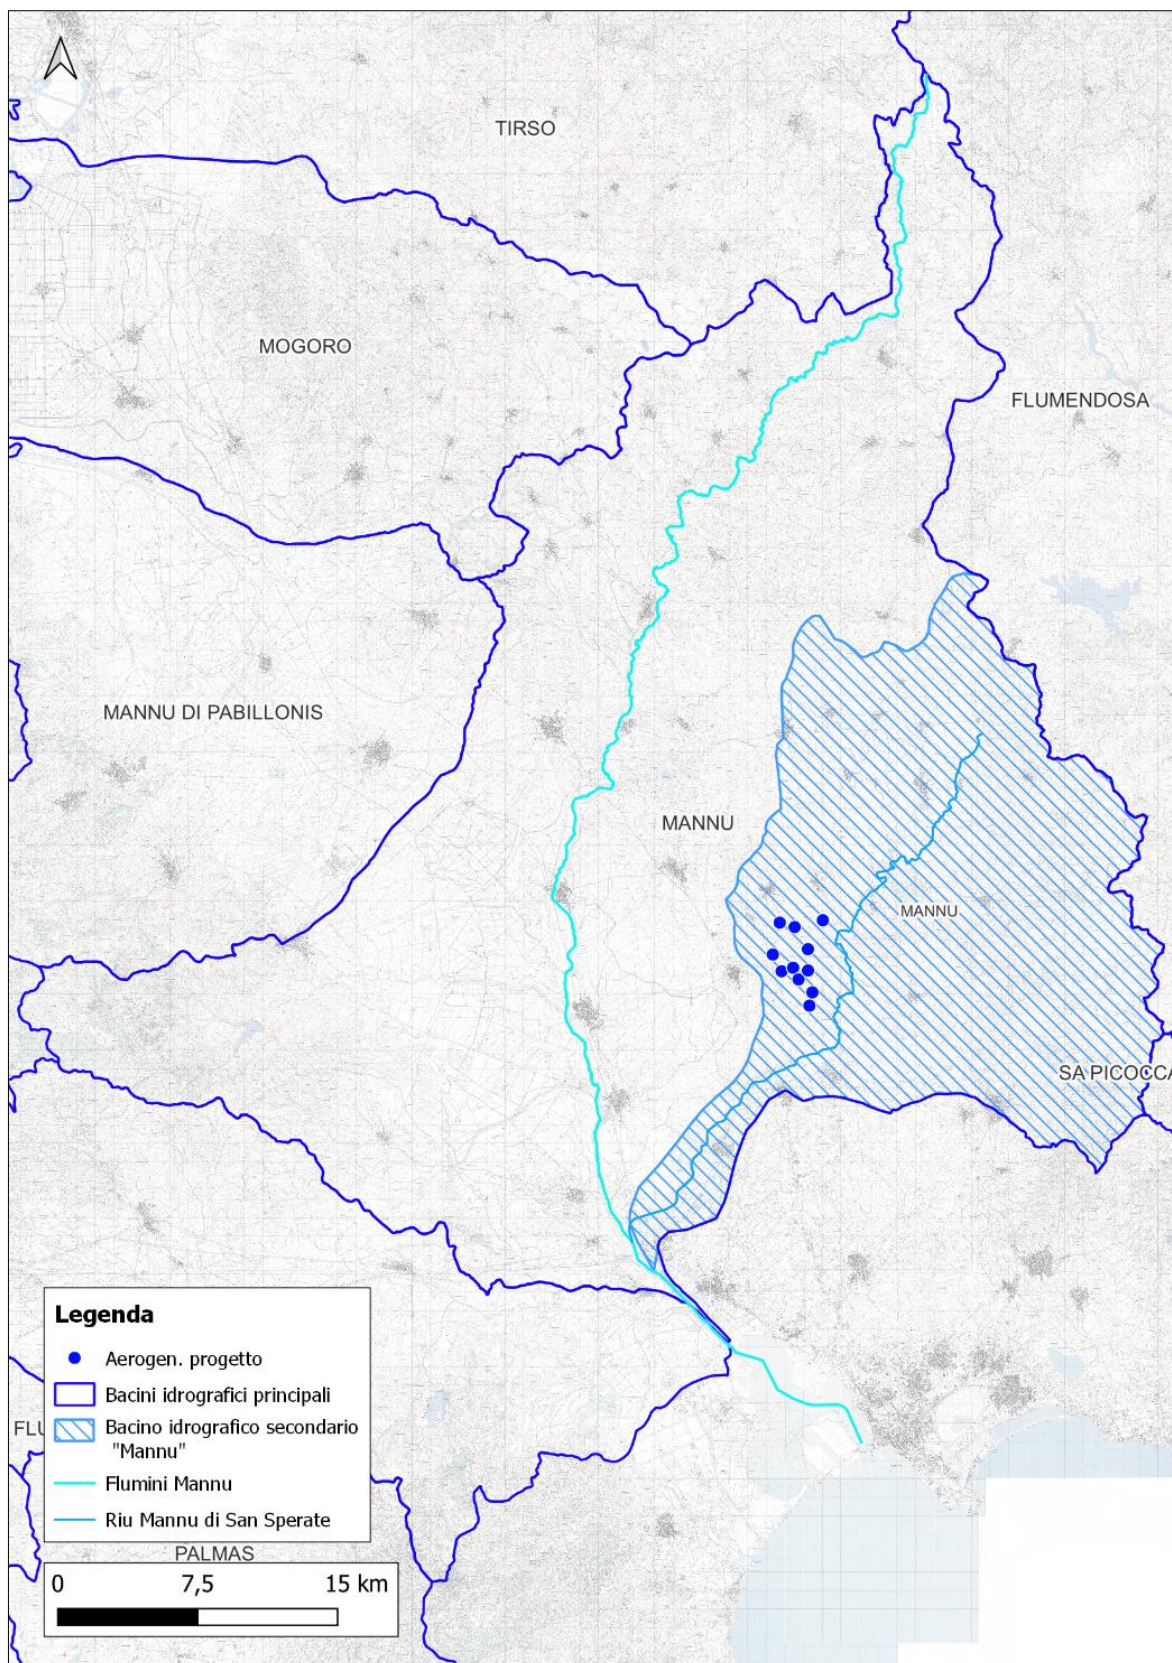 TIRSO
MOGORO
FLUMENDOSA
MANNU DI PABILLONIS
MANNU
MANNU
SA PICOCCA
Legenda
Aerogen. progetto
Bacini idrografici principali
FLU
Bacino idrografico secondario
"Mannu"
Flumini Mannu
Riu Mannu di San Sperate
PALMAS
0 7,5 15 km